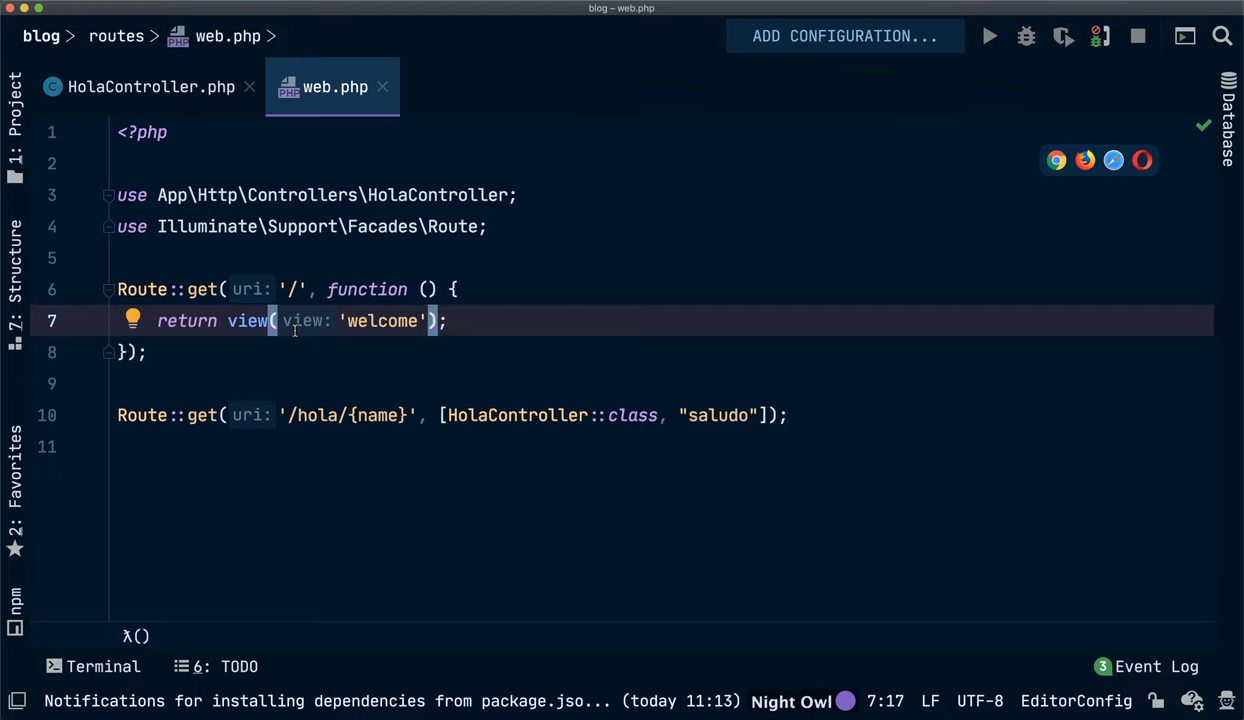 blog – web.php
blog > routes > web.php >
ADD CONFIGURATION...
HolaController.php
web.php
1: Project
7: Structure
2: Favorites
npm
Database
1 <?php
2
3 use App\Http\Controllers\HolaController;
4 use Illuminate\Support\Facades\Route;
5
6 Route::get( uri: '/', function () {
7 return view( view: 'welcome');
8 });
9
10 Route::get( uri: '/hola/{name}', [HolaController::class, "saludo"]);
11
λ()
Terminal
6: TODO
3 Event Log
Notifications for installing dependencies from package.jso... (today 11:13)
Night Owl
7:17
LF
UTF-8
EditorConfig